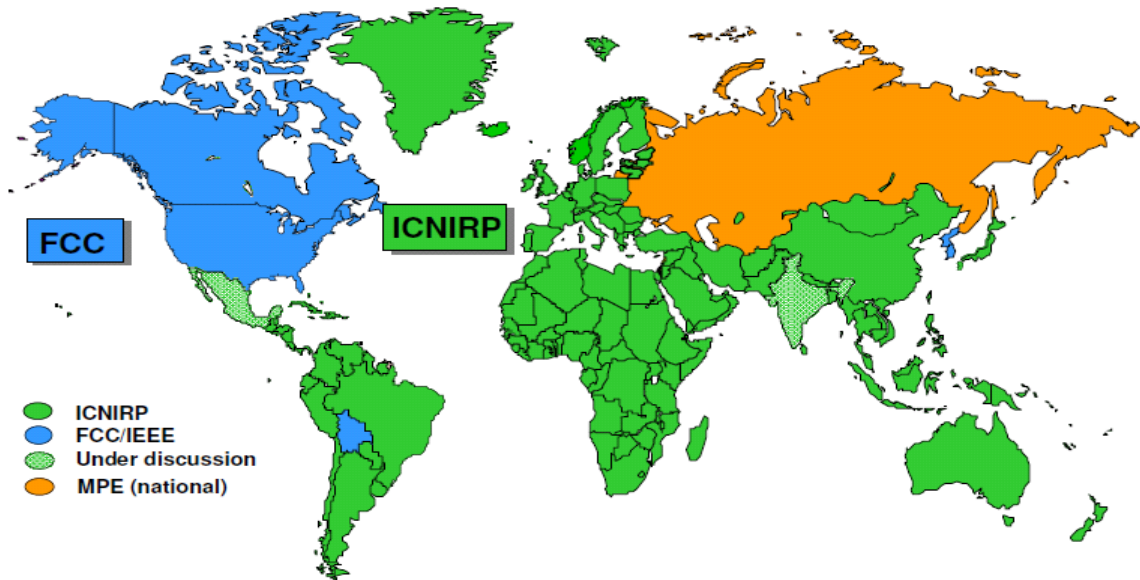 FCC
ICNIRP
ICNIRP
FCC/IEEE
Under discussion
MPE (national)